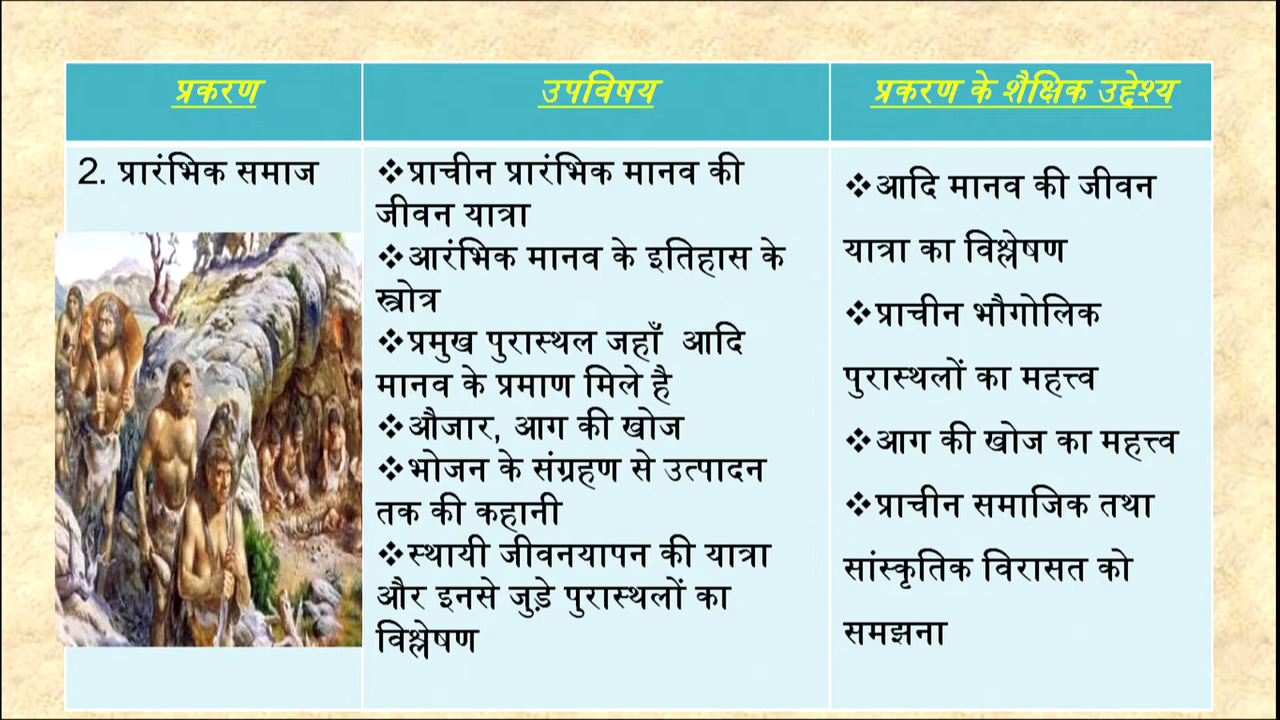 प्रकरण
उपविषय
प्रकरण के शैक्षिक उद्देश्य
2. प्रारंभिक समाज
❖प्राचीन प्रारंभिक मानव की
जीवन यात्रा
❖आरंभिक मानव के इतिहास के
स्त्रोत्र
❖प्रमुख पुरास्थल जहाँ आदि
मानव के प्रमाण मिले है
❖औजार, आग की खोज
❖भोजन के संग्रहण से उत्पादन
तक की कहानी
❖स्थायी जीवनयापन की यात्रा
और इनसे जुड़े पुरास्थलों का
विश्लेषण
❖आदि मानव की जीवन
यात्रा का विश्लेषण
❖प्राचीन भौगोलिक
पुरास्थलों का महत्त्व
❖आग की खोज का महत्त्व
❖प्राचीन समाजिक तथा
सांस्कृतिक विरासत को
समझना